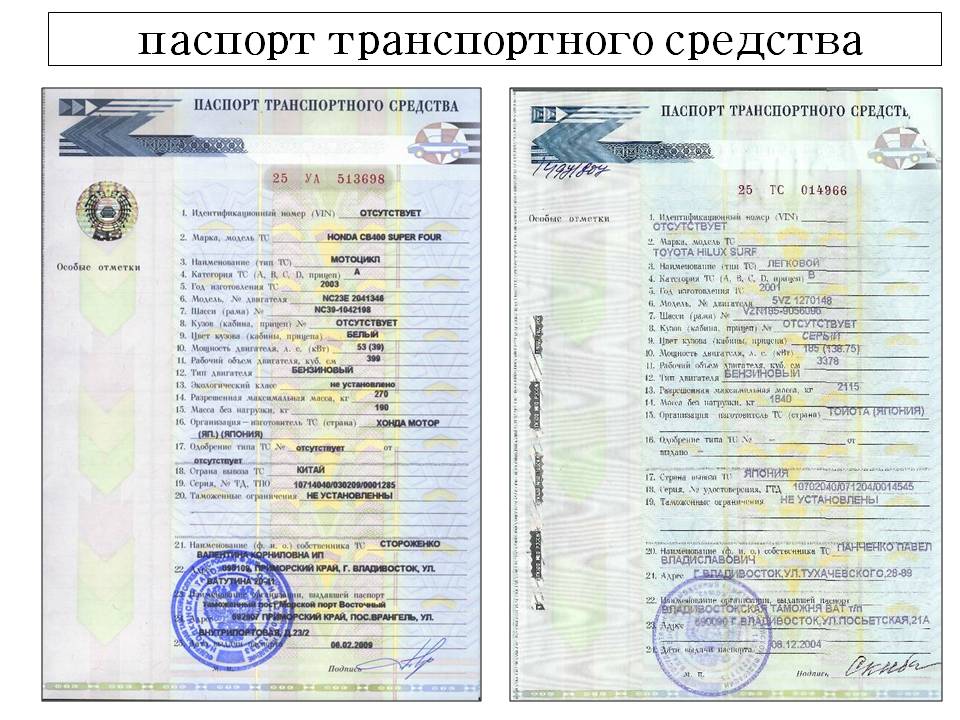 паспорт транспортного средства
ПАСПОРТ ТРАНСПОРТНОГО СРЕДСТВА
25 УА 513698
Особые отметки
1. Идентификационный номер (VIN) ОТСУТСТВУЕТ
2. Марка, модель ТС HONDA CB400 SUPER FOUR
3. Наименование (тип ТС) МОТОЦИКЛ
4. Категория ТС (A, B, C, D, прицеп) A
5. Год изготовления ТС 2003
6. Модель, № двигателя NC23E 2041346
7. Шасси (рама) № NC39-1042198
8. Кузов (кабина, прицеп) № ОТСУТСТВУЕТ
9. Цвет кузова (кабины, прицепа) БЕЛЫЙ
10. Мощность двигателя, л. с. (кВт) 53 (39)
11. Рабочий объем двигателя, куб. см 399
12. Тип двигателя БЕНЗИНОВЫЙ
13. Экологический класс не установлено
14. Разрешенная максимальная масса, кг 270
15. Масса без нагрузки, кг 190
16. Организация – изготовитель ТС (страна) ХОНДА МОТОР
(ЯП.) (ЯПОНИЯ)
17. Одобрение типа ТС № отсутствует от
отсутствует
18. Страна вывоза ТС КИТАЙ
19. Серия, № ТД, ТПО 10714040/030209/0001285
20. Таможенные ограничения НЕ УСТАНОВЛЕНЫ
21. Наименование (ф. и. о.) собственника ТС СТОРОЖЕНКО
ВАЛЕНТИНА КОРНИЛОВНА ИП
22. ПРИМОРСКИЙ КРАЙ, Г. ВЛАДИВОСТОК, УЛ.
ВАТУТИНА
Наименование организации, выдавшей паспорт
Таможенный пост Морской порт Восточный
ПРИМОРСКИЙ КРАЙ, ПОС.ВРАНГЕЛЬ, УЛ.
ВНУТРИПОРТОВАЯ, Д.23/2
25. Дата выдачи паспорта 06.02.2009
М. П. Подпись
ПАСПОРТ ТРАНСПОРТНОГО СРЕДСТ
25 ТС 014966
Особые отметки
1. Идентификационный номер (VIN)
ОТСУТСТВУЕТ
2. Марка, модель ТС
TOYOTA HILUX SURF
3. Наименование (тип ТС) ЛЕГКОВОЙ
4. Категория ТС (A, B, C, D, прицеп) B
5. Год изготовления ТС 2001
6. Модель, № двигателя 5VZ 1270148
7. Шасси (рама) № VZN185-9056096
8. Кузов (кабина, прицеп) № ОТСУТСТВУЕТ
9. Цвет кузова (кабины, прицепа) СЕРЫЙ
10. Мощность двигателя, л. с. (кВт) 185 (138.75)
11. Рабочий объем двигателя, куб. см 3378
12. Тип двигателя БЕНЗИНОВЫЙ
13. Разрешенная максимальная масса, кг 2115
14. Масса без нагрузки, кг 1840
15. Организация – изготовитель ТС (страна) ТОЙОТА (ЯПОНИЯ)
16. Одобрение типа ТС № – от
выдано –
17. Страна вывоза ТС ЯПОНИЯ
18. Серия, № удостоверения, ГТД 10702040/071204/0014545
19. Таможенные ограничения НЕ УСТАНОВЛЕНЫ
20. Наименование (ф. и. о.) собственника ТС ПАНЧЕНКО ПАВЕЛ
ВЛАДИСЛАВОВИЧ
21. Адрес Г.ВЛАДИВОСТОК,УЛ.ТУХАЧЕВСКОГО,28-89
22. Наименование организации, выдавшей паспорт
ВЛАДИВОСТОКСКАЯ ТАМОЖНЯ ВАТ т/п
23. Адрес 690090 Г.ВЛАДИВОСТОК,УЛ.ПОСЬЕТСКАЯ,21А
24. Дата выдачи паспорта 08.12.2004
М. П. Подпись